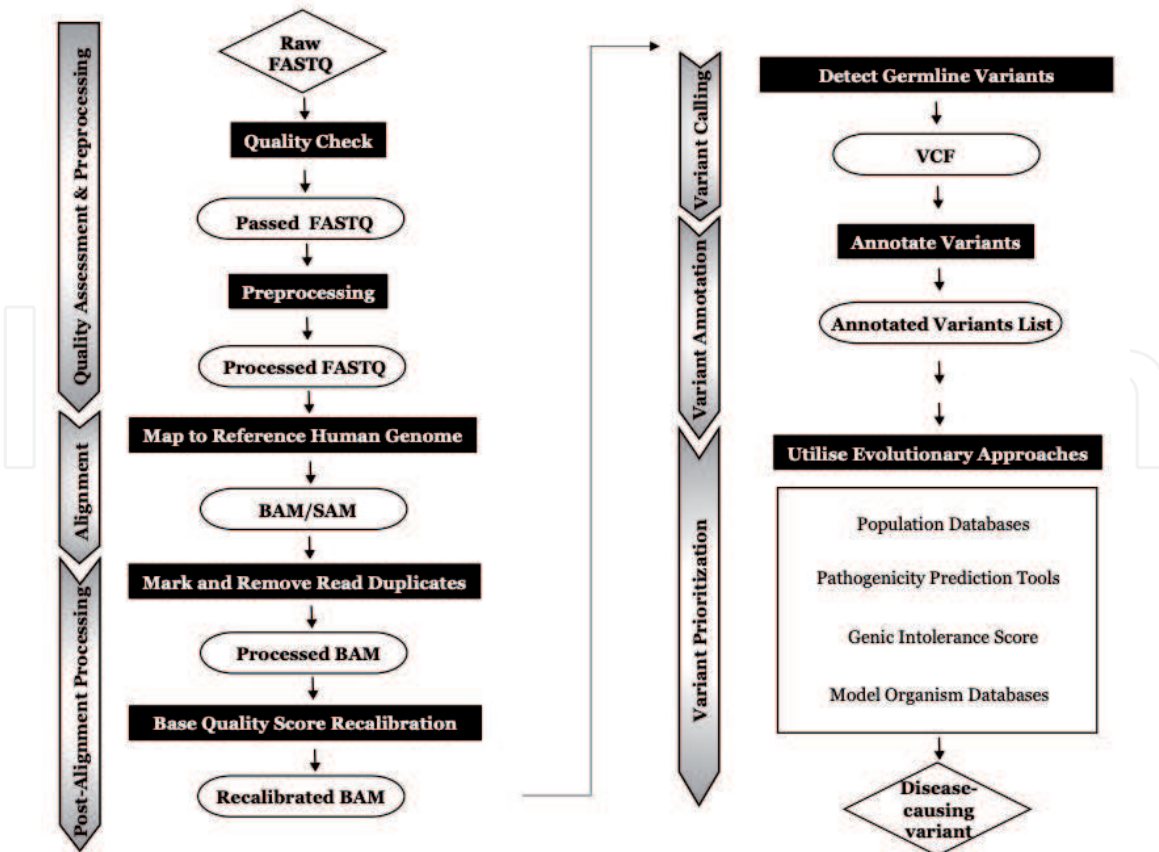 Quality Assessment & Preprocessing
Raw
FASTQ
Quality Check
Passed FASTQ
Preprocessing
Processed FASTQ
Alignment
Map to Reference Human Genome
BAM/SAM
Post-Alignment Processing
Mark and Remove Read Duplicates
Processed BAM
Base Quality Score Recalibration
Recalibrated BAM
Variant Calling
Detect Germline Variants
VCF
Variant Annotation
Annotate Variants
Annotated Variants List
Variant Prioritization
Utilise Evolutionary Approaches
Population Databases
Pathogenicity Prediction Tools
Genic Intolerance Score
Model Organism Databases
Disease-
causing
variant